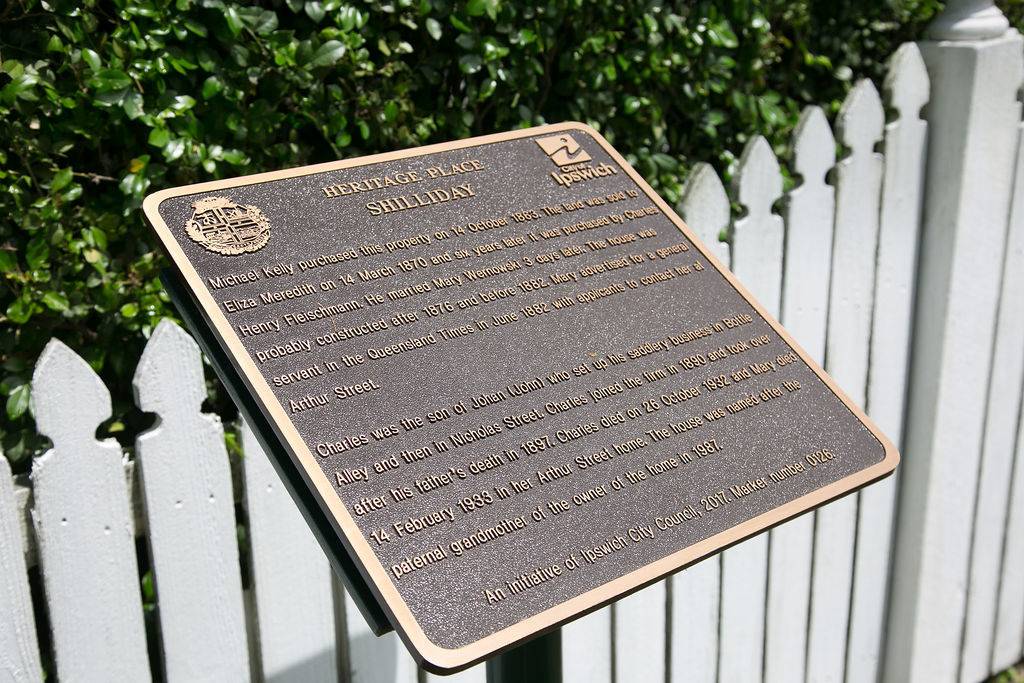 HERITAGE PLACE
SHILLIDAY
CITY OF
Ipswich
Michael Kelly purchased this property on 14 October 1863. The land was sold to
Eliza Meredith on 14 March 1870 and six years later it was purchased by Charles
Henry Fleischmann. He married Mary Wernowski 3 days later. The house was
probably constructed after 1876 and before 1882. Mary advertised for a general
servant in the Queensland Times in June 1882 with applicants to contact her at
Arthur Street.
Charles was the son of Johan (John) who set up his saddlery business in Bottle
Alley and then in Nicholas Street. Charles joined the firm in 1890 and took over
after his father's death in 1897. Charles died on 26 October 1932 and Mary died
14 February 1933 in her Arthur Street home. The house was named after the
paternal grandmother of the owner of the home in 1987.
An initiative of Ipswich City Council, 2017. Marker number 0126.